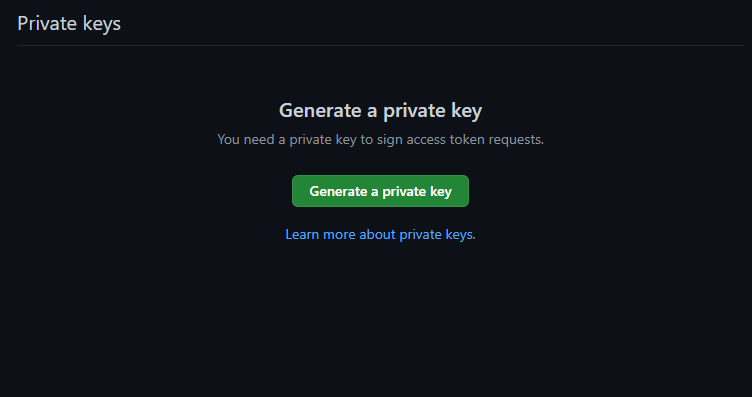 Private keys
Generate a private key
You need a private key to sign access token requests.
Generate a private key
Learn more about private keys.